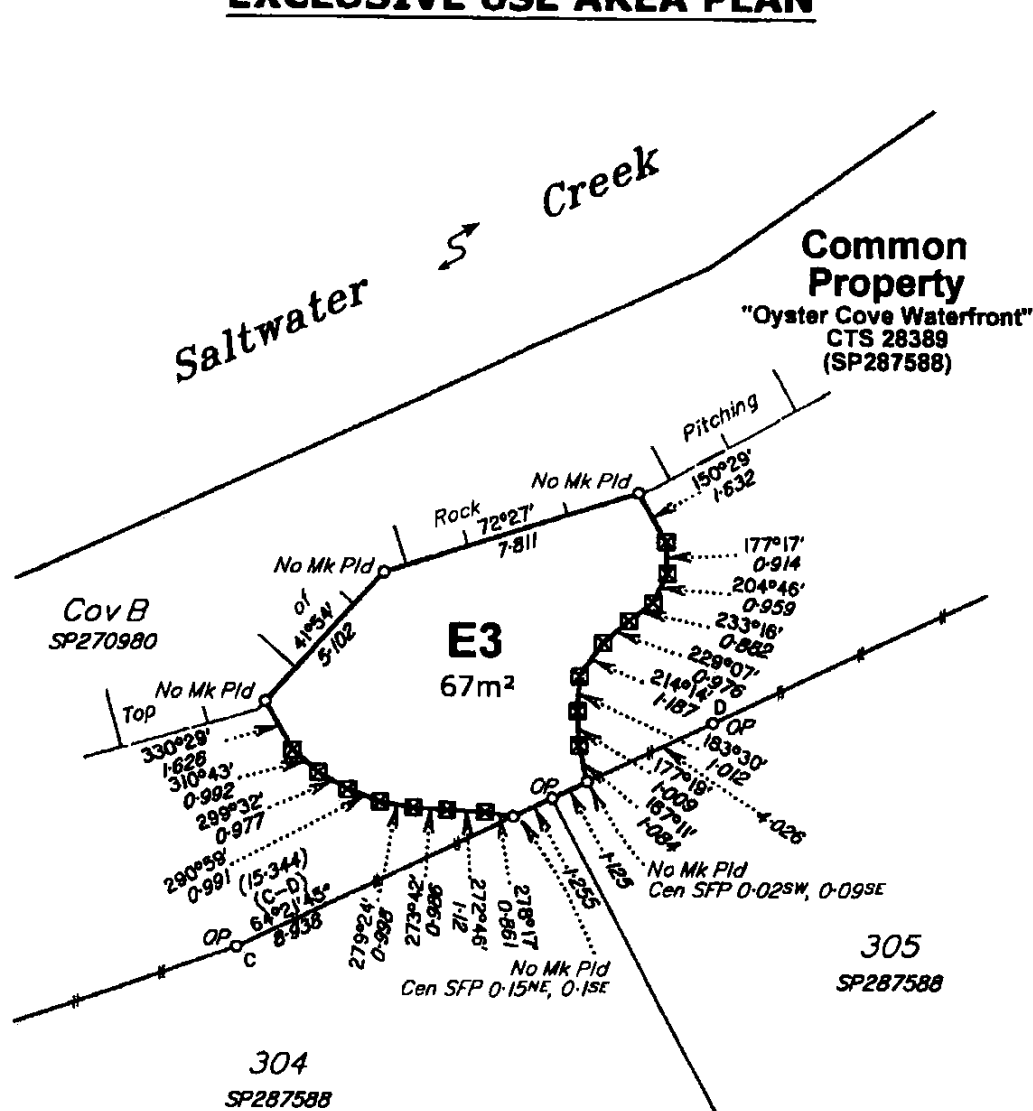 EXCLUSIVE USE AREA PLAN
Saltwater Creek
S
Common
Property
"Oyster Cove Waterfront"
CTS 28389
(SP287588)
Pitching
No Mk Pld
150°29'
1·632
Rock
72°27'
7·811
No Mk Pld
177°17'
0·914
204°46'
0·959
233°16'
0·882
229°07'
0·976
214°14'
1·187
D
OP
183°30'
1·012
177°19'
1·009
167°11'
1·084
4·026
Cov B
SP270980
of
41°54'
5·102
E3
67m²
No Mk Pld
Top
330°29'
1·626
310°43'
0·992
299°32'
0·977
290°59'
0·991
(15·344)
(C-D)
64°21'45"
8·938
OP
C
279°24'
0·998
273°42'
0·986
272°46'
1·12
278°17'
0·861
OP
1·255
1·125
No Mk Pld
Cen SFP 0·02SW, 0·09SE
No Mk Pld
Cen SFP 0·15NE, 0·1SE
305
SP287588
304
SP287588